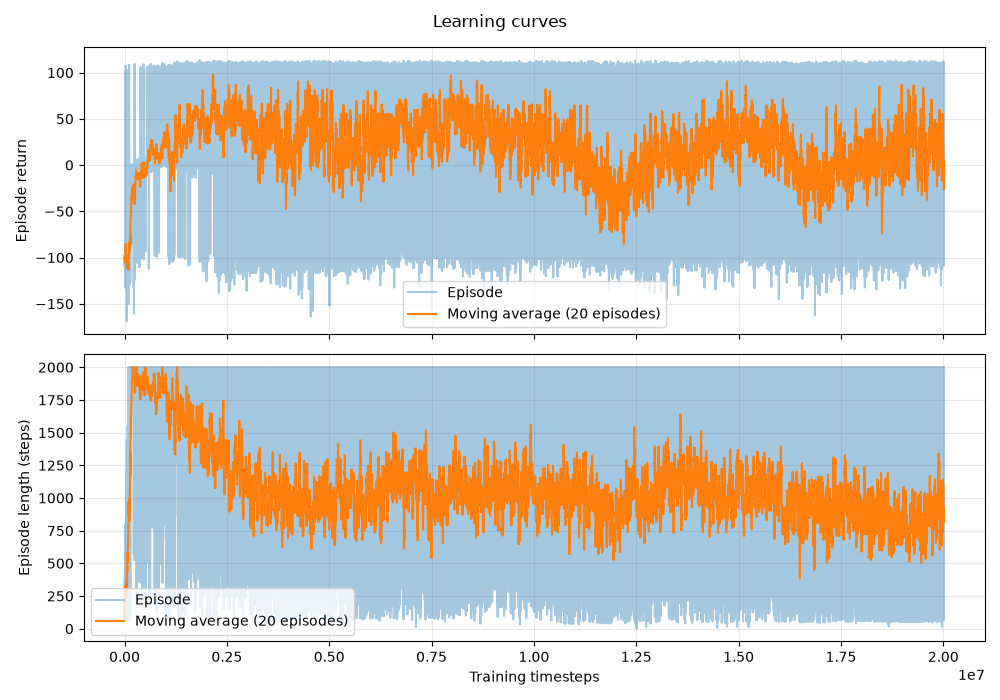 Learning curves
Episode return
100
50
0
−50
−100
−150
Episode
Moving average (20 episodes)
Episode length (steps)
2000
1750
1500
1250
1000
750
500
250
0
Episode
Moving average (20 episodes)
0.00 0.25 0.50 0.75 1.00 1.25 1.50 1.75 2.00
1e7
Training timesteps